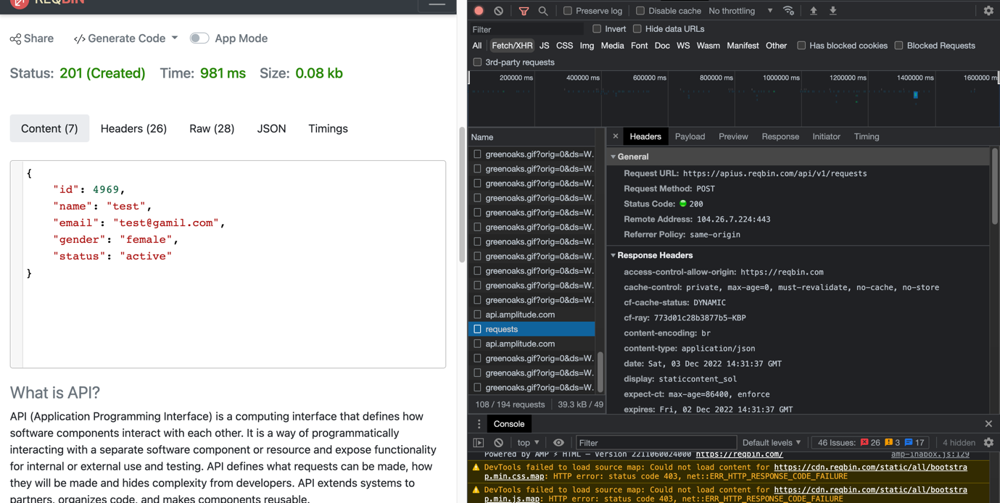 REQBIN
Share
</> Generate Code
App Mode
Status: 201 (Created) Time: 981 ms Size: 0.08 kb
Content (7)
Headers (26)
Raw (28)
JSON
Timings
{
"id": 4969,
"name": "test",
"email": "test@gamil.com",
"gender": "female",
"status": "active"
}
What is API?
API (Application Programming Interface) is a computing interface that defines how
software components interact with each other. It is a way of programmatically
interacting with a separate software component or resource and expose functionality
for internal or external use and testing. API defines what requests can be made, how
they will be made and hides complexity from developers. API extends systems to
partners, organizes code, and makes components reusable.
Preserve log
Disable cache
No throttling
Filter
Invert
Hide data URLs
All
Fetch/XHR
JS
CSS
Img
Media
Font
Doc
WS
Wasm
Manifest
Other
Has blocked cookies
Blocked Requests
3rd-party requests
200000 ms
400000 ms
600000 ms
800000 ms
1000000 ms
1200000 ms
1400000 ms
1600000 m
Name
greenoaks.gif?orig=0&ds=W.
greenoaks.gif?orig=0&ds=W.
greenoaks.gif?orig=0&ds=W.
greenoaks.gif?orig=0&ds=W.
greenoaks.gif?orig=0&ds=W.
greenoaks.gif?orig=0&ds=W.
greenoaks.gif?orig=0&ds=W.
greenoaks.gif?orig=0&ds=W.
greenoaks.gif?orig=0&ds=W.
greenoaks.gif?orig=0&ds=W.
greenoaks.gif?orig=0&ds=W.
api.amplitude.com
requests
api.amplitude.com
greenoaks.gif?orig=0&ds=W.
greenoaks.gif?orig=0&ds=W.
greenoaks.gif?orig=0&ds=W.
108 / 194 requests
39.3 kB / 49
Headers
Payload
Preview
Response
Initiator
Timing
General
Request URL: https://apius.reqbin.com/api/v1/requests
Request Method: POST
Status Code: 200
Remote Address: 104.26.7.224:443
Referrer Policy: same-origin
Response Headers
access-control-allow-origin: https://reqbin.com
cache-control: private, max-age=0, must-revalidate, no-cache, no-store
cf-cache-status: DYNAMIC
cf-ray: 773d01c28b3877b5-KBP
content-encoding: br
content-type: application/json
date: Sat, 03 Dec 2022 14:31:37 GMT
display: staticcontent_sol
expect-ct: max-age=86400, enforce
expires: Fri, 02 Dec 2022 14:31:37 GMT
Console
top
Filter
Default levels
46 Issues: 26 3 17
4 hidden
Powered by AMP ⚡ HTML – Version 2211060024000 https://reqbin.com/
amp-inabox.js:129
DevTools failed to load source map: Could not load content for https://cdn.reqbin.com/static/all/bootstra
p.min.css.map: HTTP error: status code 403, net::ERR_HTTP_RESPONSE_CODE_FAILURE
DevTools failed to load source map: Could not load content for https://cdn.reqbin.com/static/all/bootstra
p.min.js.map: HTTP error: status code 403, net::ERR_HTTP_RESPONSE_CODE_FAILURE